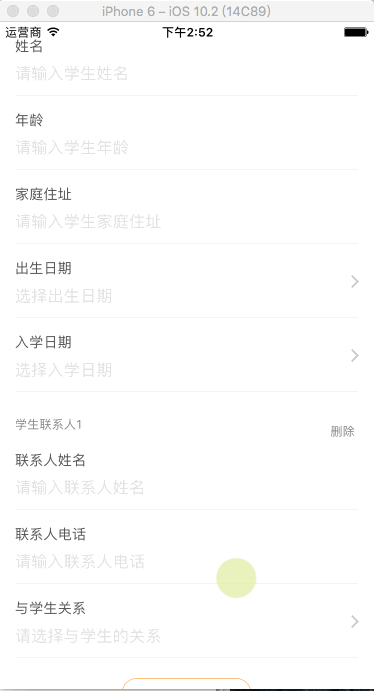 iPhone 6 – iOS 10.2 (14C89)
运营商 下午2:52
姓名
请输入学生姓名
年龄
请输入学生年龄
家庭住址
请输入学生家庭住址
出生日期
选择出生日期
入学日期
选择入学日期
学生联系人1 删除
联系人姓名
请输入联系人姓名
联系人电话
请输入联系人电话
与学生关系
请选择与学生的关系